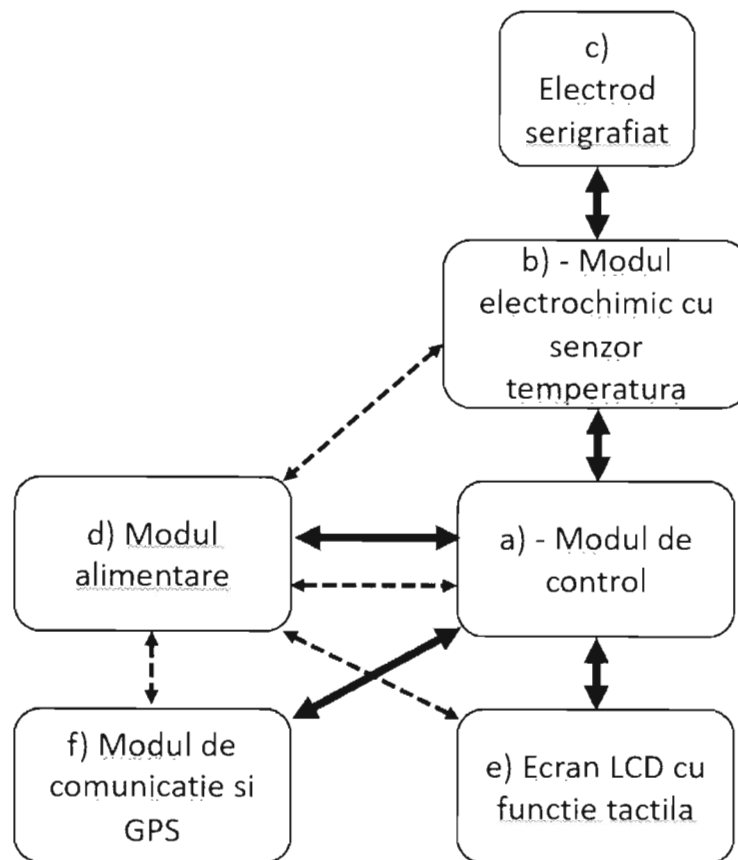 c)
Electrod
serigrafiat
b) - Modul
electrochimic cu
senzor
temperatura
d) Modul
alimentare
a) - Modul de
control
f) Modul de
comunicatie si
GPS
e) Ecran LCD cu
functie tactila